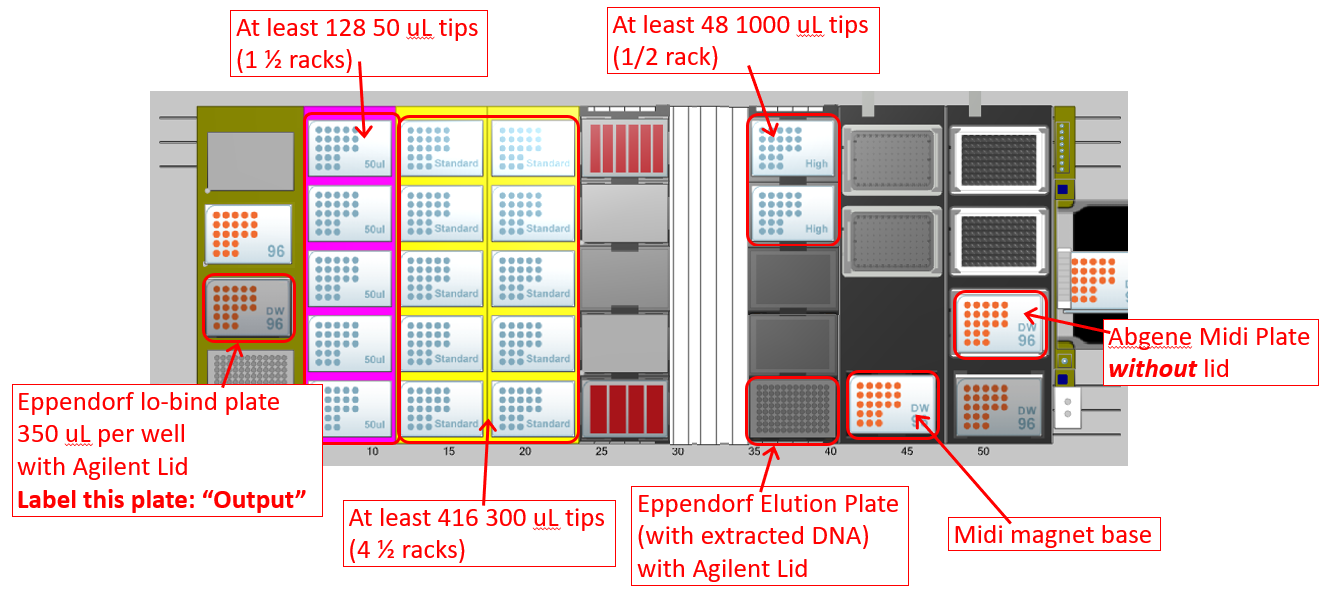 At least 128 50 uL tips
(1 ½ racks)
At least 48 1000 uL tips
(1/2 rack)
50ul
Standard
Standard
High
96
50ul
Standard
Standard
High
DW
96
50ul
Standard
Standard
DW
96
50ul
Standard
Standard
Abgene Midi Plate
without lid
50ul
Standard
Standard
DW
DW
96
Eppendorf lo-bind plate
350 uL per well
with Agilent Lid
Label this plate: “Output”
10
15
20
25
30
35
40
45
50
At least 416 300 uL tips
(4 ½ racks)
Eppendorf Elution Plate
(with extracted DNA)
with Agilent Lid
Midi magnet base